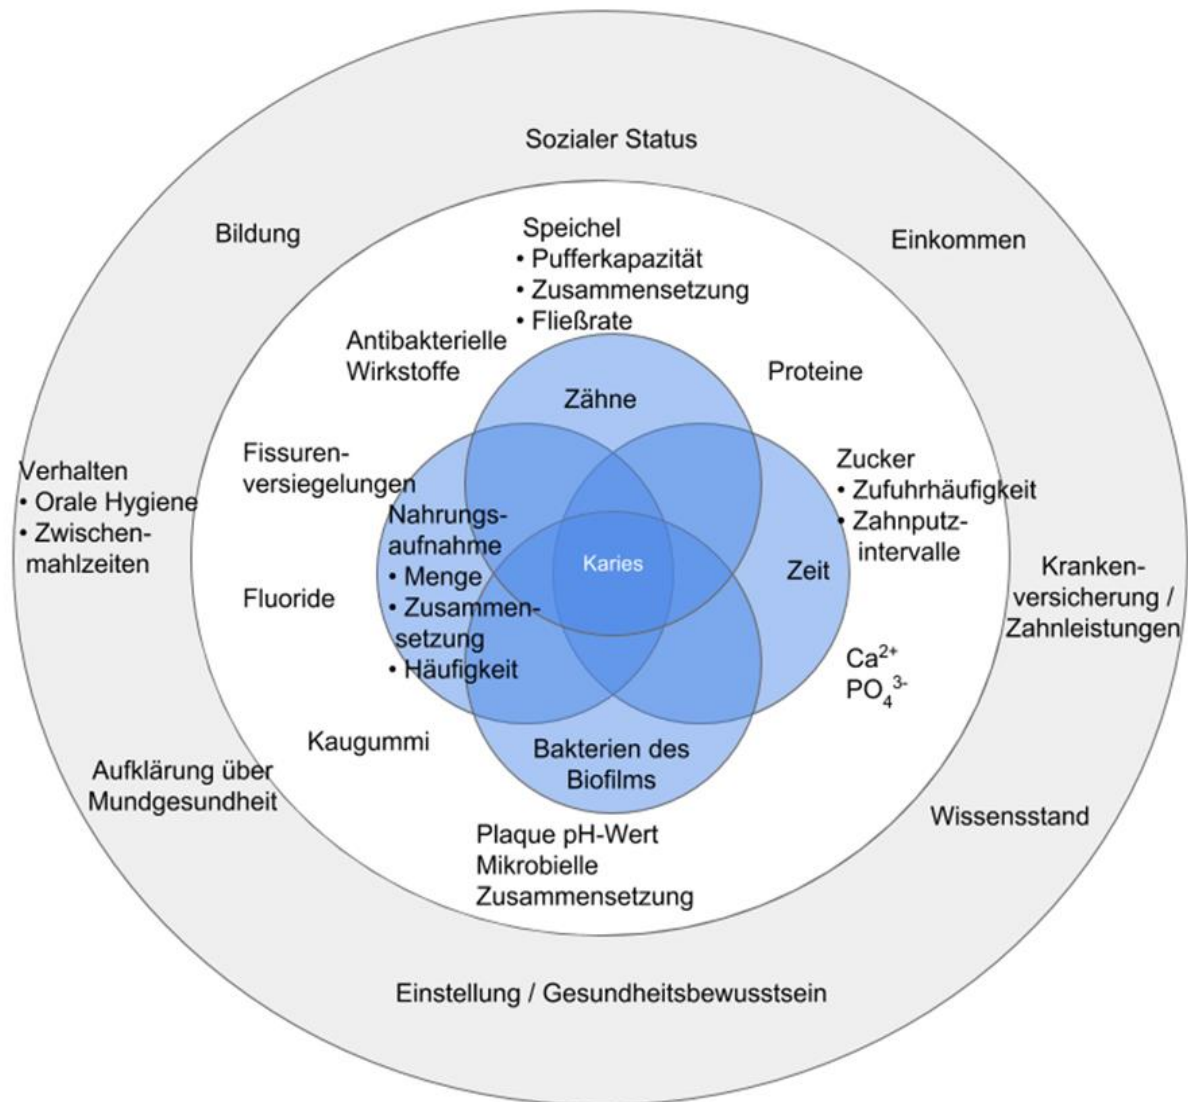 Sozialer Status
Bildung
Einkommen
Speichel
• Pufferkapazität
• Zusammensetzung
• Fließrate
Antibakterielle
Wirkstoffe
Proteine
Zähne
Fissuren-
versiegelungen
Zucker
• Zufuhrhäufigkeit
• Zahnputz-
intervalle
Verhalten
• Orale Hygiene
• Zwischen-
mahlzeiten
Nahrungs-
aufnahme
• Menge
• Zusammen-
setzung
• Häufigkeit
Karies
Zeit
Fluoride
Kranken-
versicherung /
Zahnleistungen
Ca²⁺
PO₄³⁻
Kaugummi
Bakterien des
Biofilms
Aufklärung über
Mundgesundheit
Wissensstand
Plaque pH-Wert
Mikrobielle
Zusammensetzung
Einstellung / Gesundheitsbewusstsein